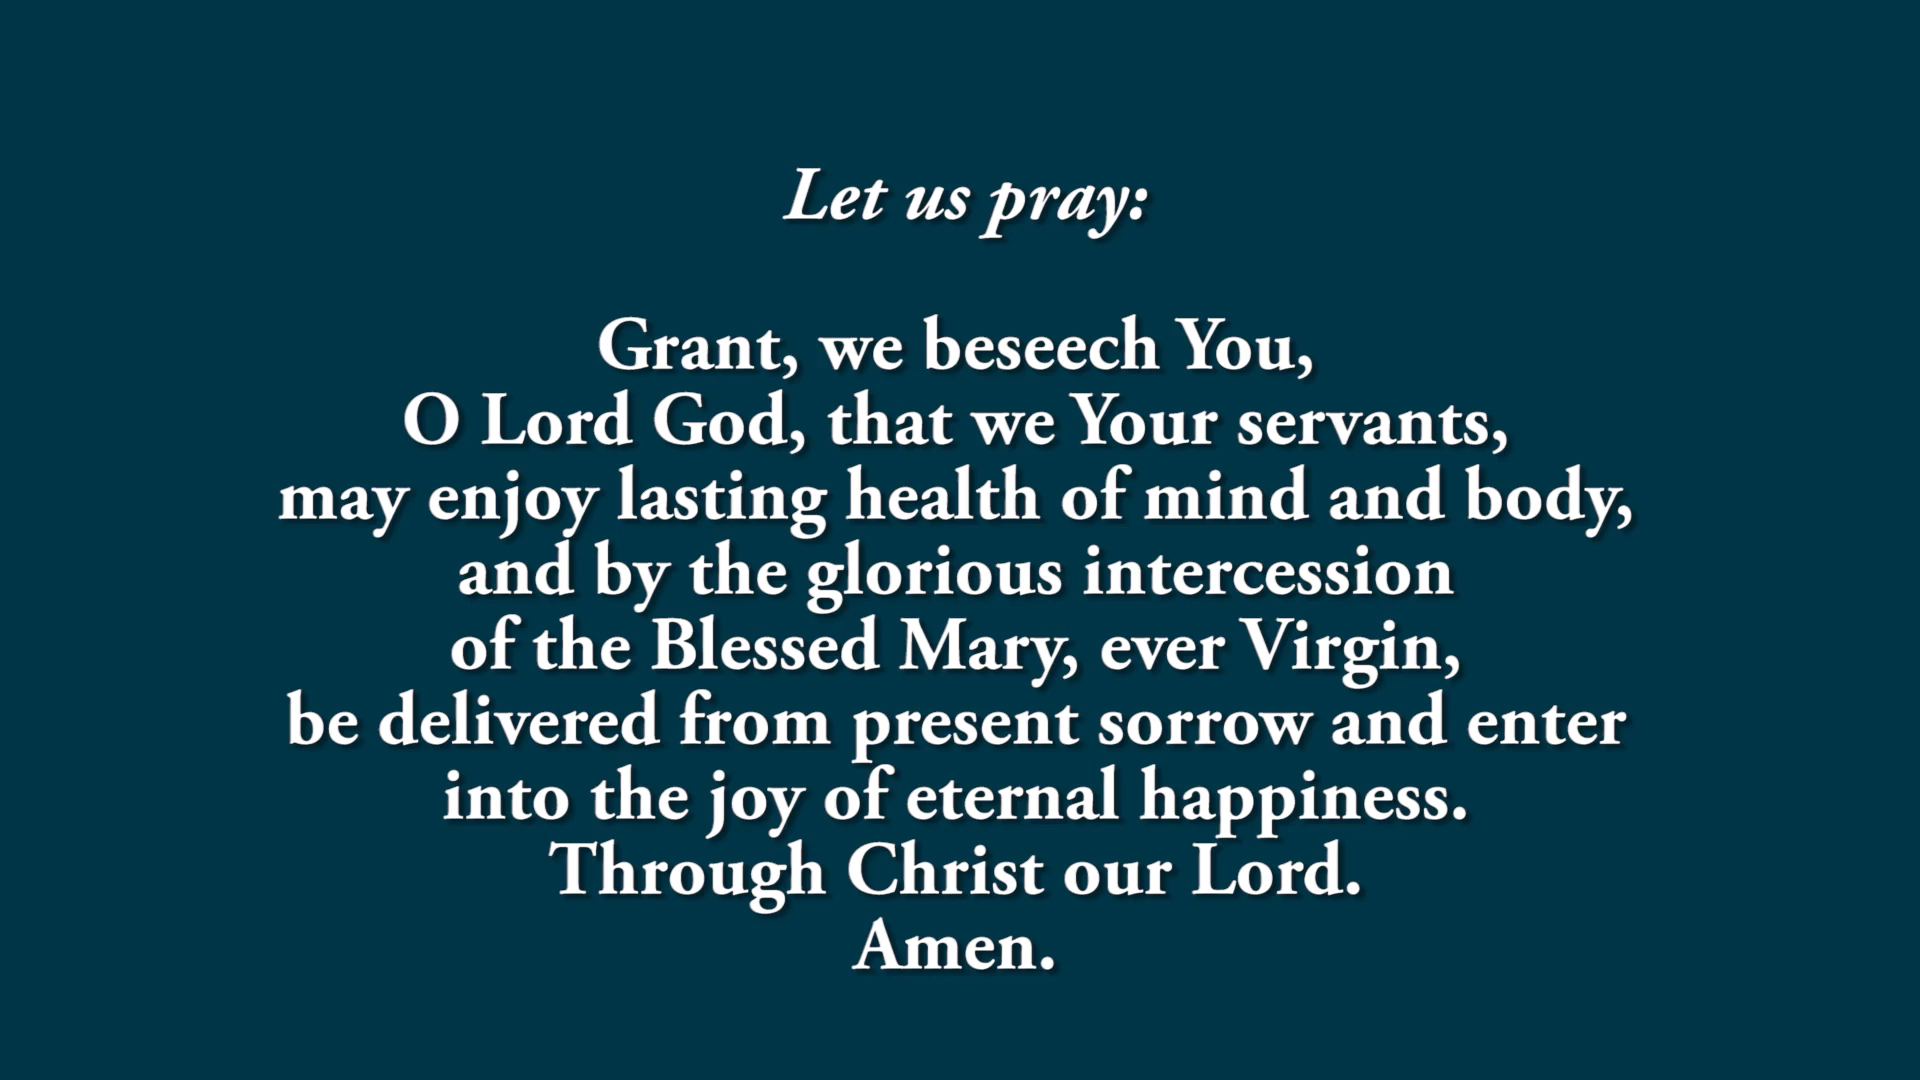 Let us pray:
Grant, we beseech You,
O Lord God, that we Your servants,
may enjoy lasting health of mind and body,
and by the glorious intercession
of the Blessed Mary, ever Virgin,
be delivered from present sorrow and enter
into the joy of eternal happiness.
Through Christ our Lord.
Amen.